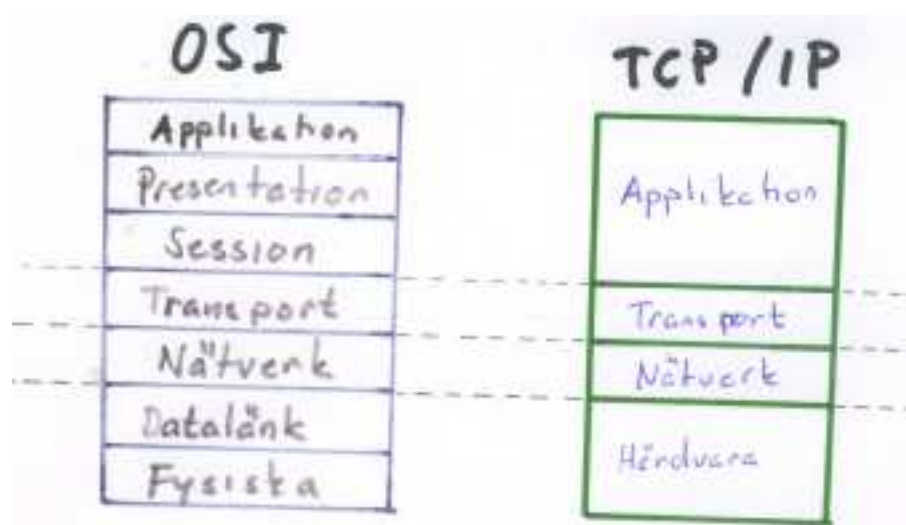 OSI
Applikation
Presentation
Session
Transport
Nätverk
Datalänk
Fysiska
TCP/IP
Applikation
Transport
Nätverk
Hårdvara